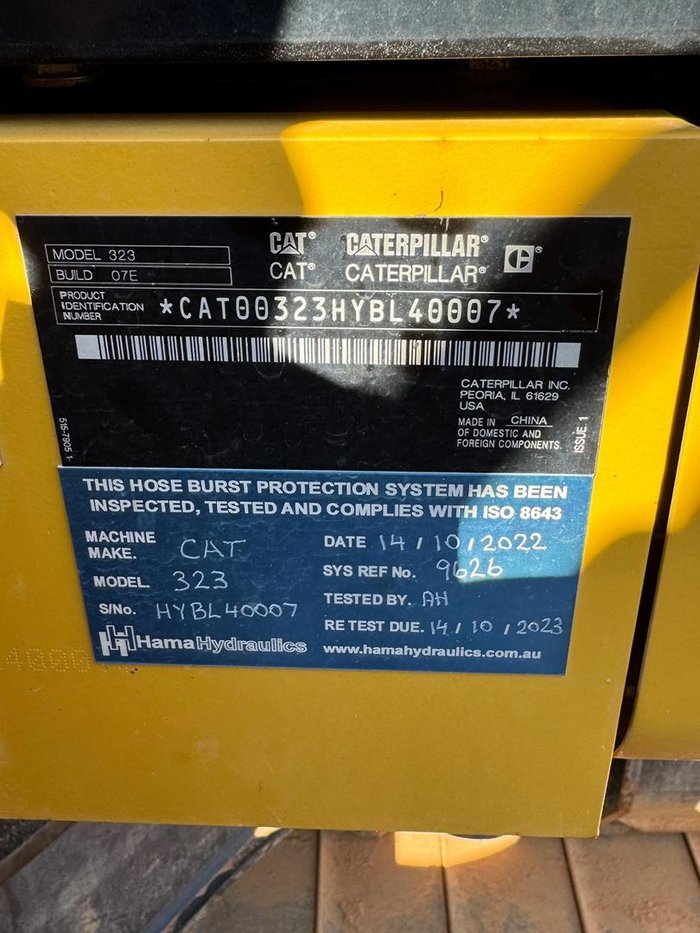 MODEL 323
BUILD 07E
CAT® CATERPILLAR® C®
CAT® CATERPILLAR®
PRODUCT IDENTIFICATION NUMBER *CAT00323HYBL40007*
CATERPILLAR INC.
PEORIA, IL 61629
USA
MADE IN CHINA
OF DOMESTIC AND
FOREIGN COMPONENTS.
ISSUE 1
515-7905
THIS HOSE BURST PROTECTION SYSTEM HAS BEEN
INSPECTED, TESTED AND COMPLIES WITH ISO 8643
MACHINE
MAKE. CAT
MODEL 323
S/No. HYBL40007
DATE 14/10/2022
SYS REF No. 9626
TESTED BY. AH
RE TEST DUE. 14/10/2023
HamaHydraulics
www.hamahydraulics.com.au